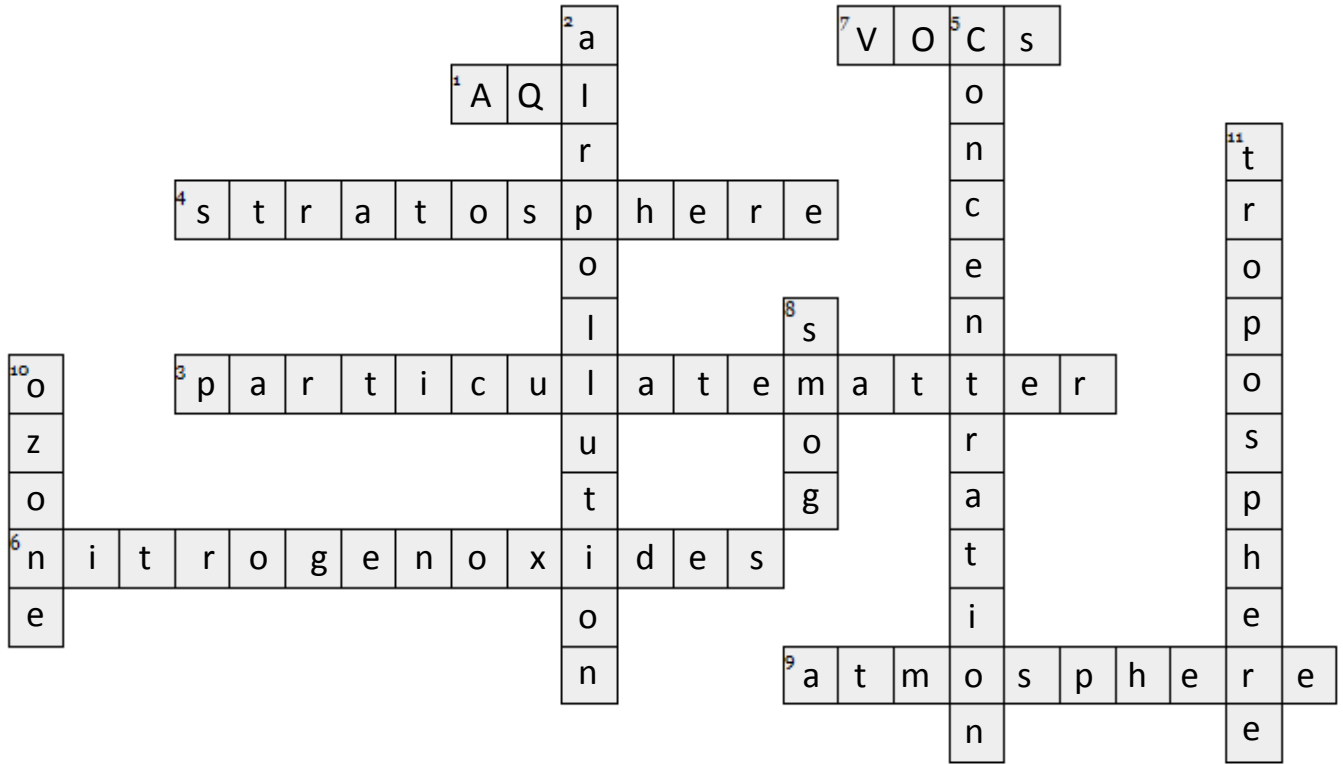 2 a 7 V O 5 C s
1 A Q I o
r n 11 t
4 s t r a t o s p h e r e c r
o e o
l 8 s n p
10 o 3 p a r t i c u l a t e m a t t e r o
z u o r s
o t g a p
6 n i t r o g e n o x i d e s t h
e o i e
n 9 a t m o s p h e r e
n e